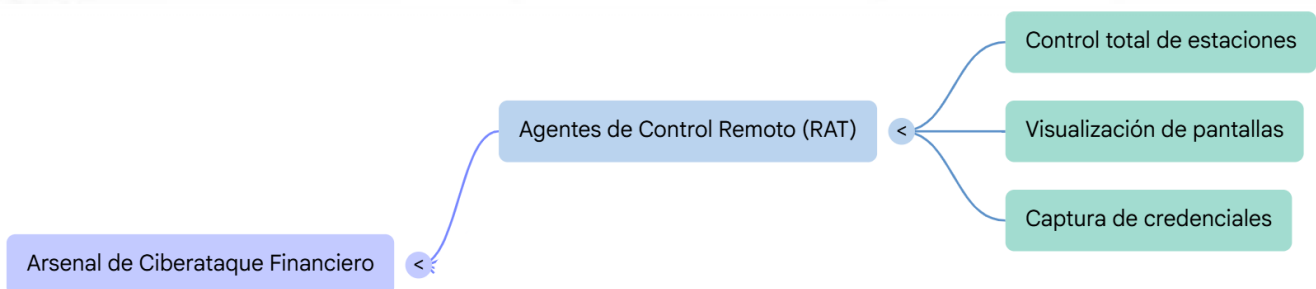 Control total de estaciones
Agentes de Control Remoto (RAT)
<
Visualización de pantallas
Captura de credenciales
Arsenal de Ciberataque Financiero
<